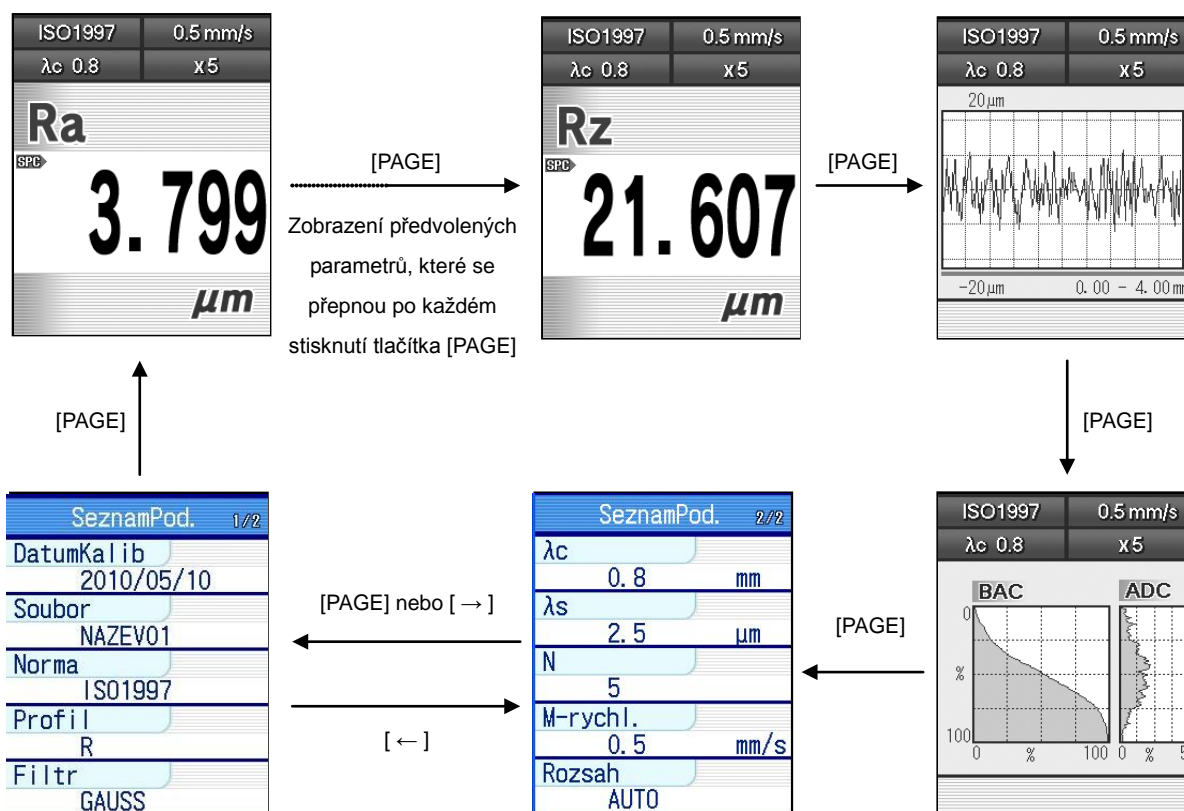 ISO1997 0.5 mm/s
λc 0.8 x5
Ra
SPC
3.799
µm
[PAGE]
Zobrazení předvolených
parametrů, které se
přepnou po každém
stisknutí tlačítka [PAGE]
ISO1997 0.5 mm/s
λc 0.8 x5
Rz
SPC
21.607
µm
[PAGE]
ISO1997 0.5 mm/s
λc 0.8 x5
20µm
-20µm 0.00 - 4.00mm
[PAGE]
[PAGE]
ISO1997 0.5 mm/s
λc 0.8 x5
BAC ADC
0
%
100
0 % 100 0 % 5
[PAGE]
SeznamPod. 2/2
λc
0.8 mm
λs
2.5 µm
N
5
M-rychl.
0.5 mm/s
Rozsah
AUTO
[PAGE] nebo [ → ]
[ ← ]
SeznamPod. 1/2
DatumKalib
2010/05/10
Soubor
NAZEV01
Norma
ISO1997
Profil
R
Filtr
GAUSS